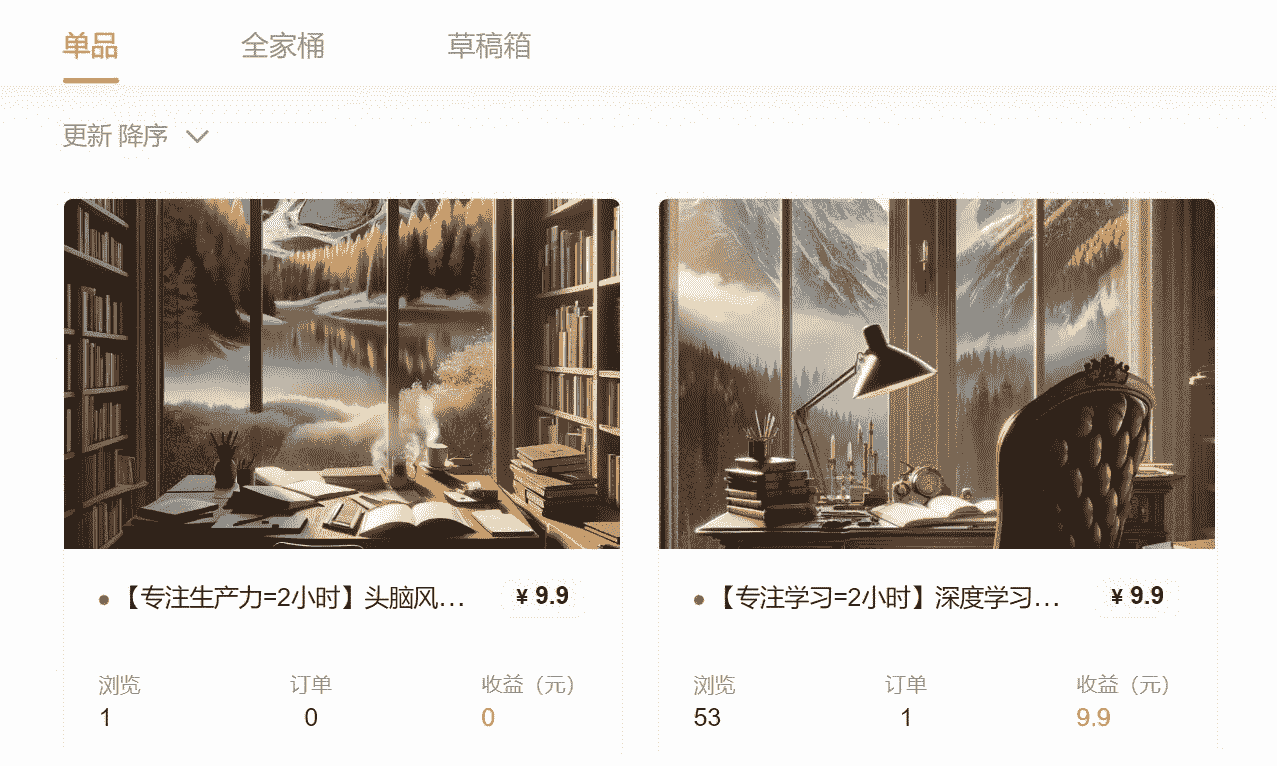 单品 全家桶 草稿箱
更新 降序
【专注生产力=2小时】头脑风... ¥ 9.9
浏览 订单 收益（元）
1 0 0
【专注学习=2小时】深度学习... ¥ 9.9
浏览 订单 收益（元）
53 1 9.9